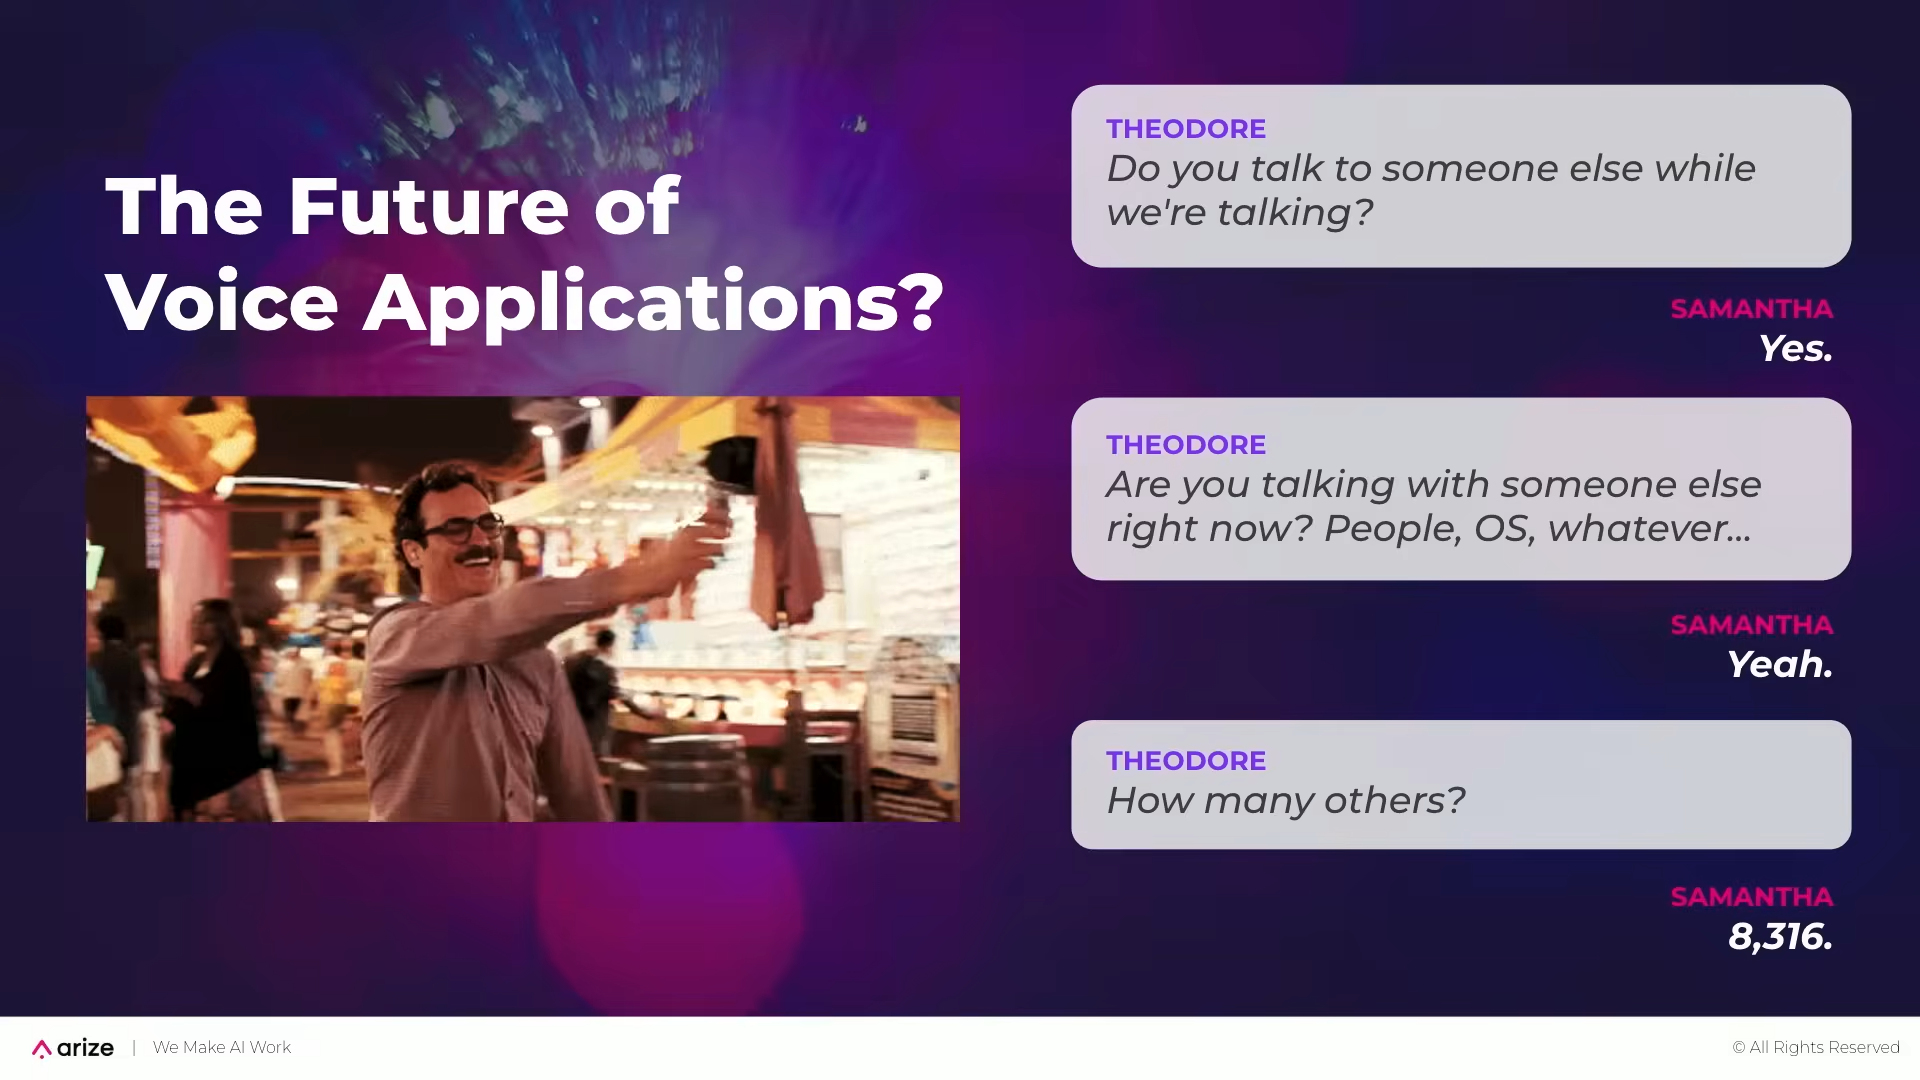 The Future of
Voice Applications?
THEODORE
Do you talk to someone else while
we're talking?
SAMANTHA
Yes.
THEODORE
Are you talking with someone else
right now? People, OS, whatever...
SAMANTHA
Yeah.
THEODORE
How many others?
SAMANTHA
8,316.
arize | We Make AI Work
© All Rights Reserved